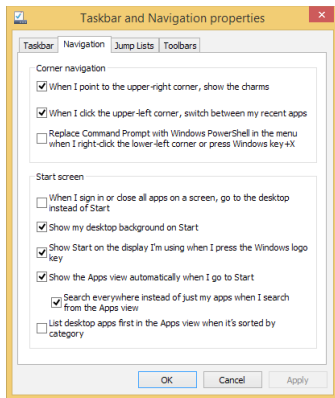 Taskbar and Navigation properties
Taskbar Navigation Jump Lists Toolbars
Corner navigation
When I point to the upper-right corner, show the charms
When I click the upper-left corner, switch between my recent apps
Replace Command Prompt with Windows PowerShell in the menu
when I right-click the lower-left corner or press Windows key+X
Start screen
When I sign in or close all apps on a screen, go to the desktop
instead of Start
Show my desktop background on Start
Show Start on the display I'm using when I press the Windows logo
key
Show the Apps view automatically when I go to Start
Search everywhere instead of just my apps when I search
from the Apps view
List desktop apps first in the Apps view when it's sorted by
category
OK Cancel Apply